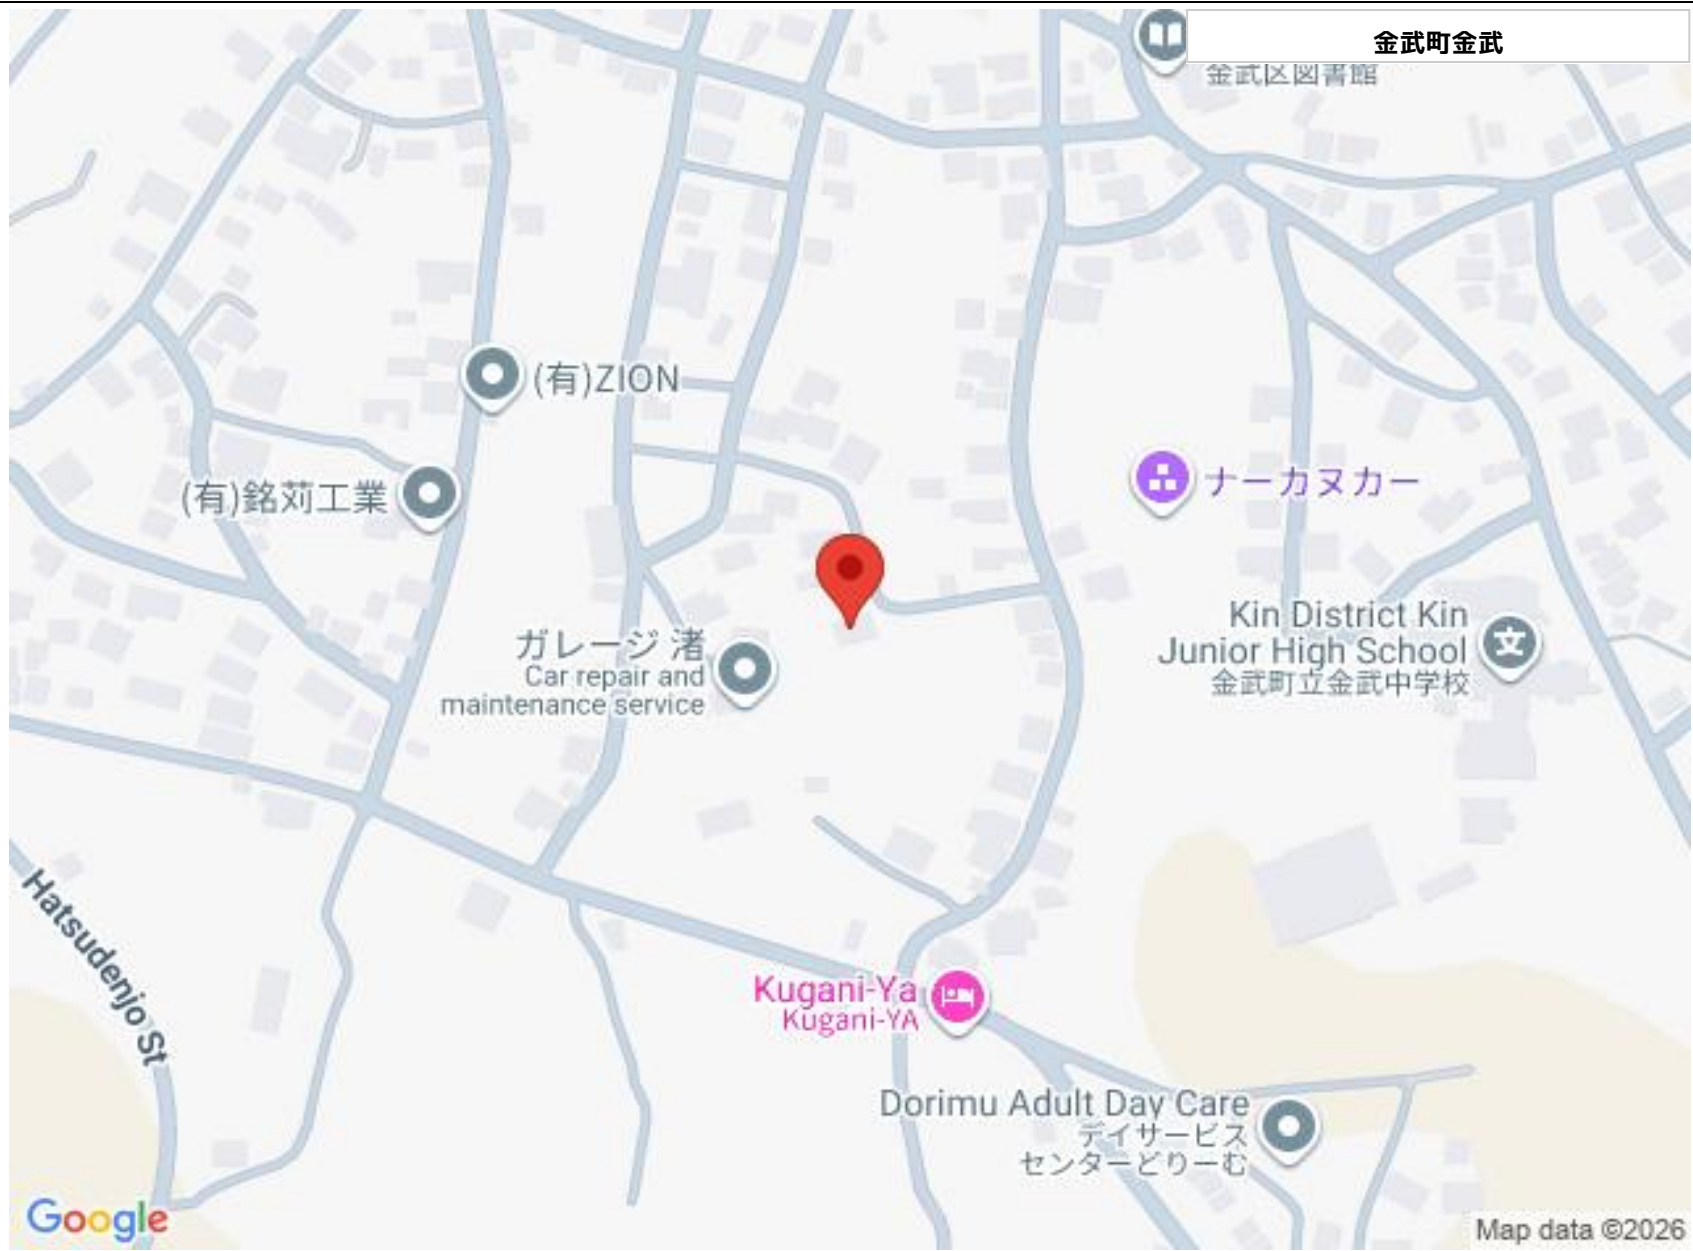 金武町金武
金武区図書館
(有)ZION
(有)銘苅工業
ナーカヌカー
Kin District Kin
Junior High School
金武町立金武中学校
ガレージ 渚
Car repair and
maintenance service
Hatsudenjo St
Kugani-Ya
Kugani-YA
Dorimu Adult Day Care
デイサービス
センターどりーむ
Google
Map data ©2026